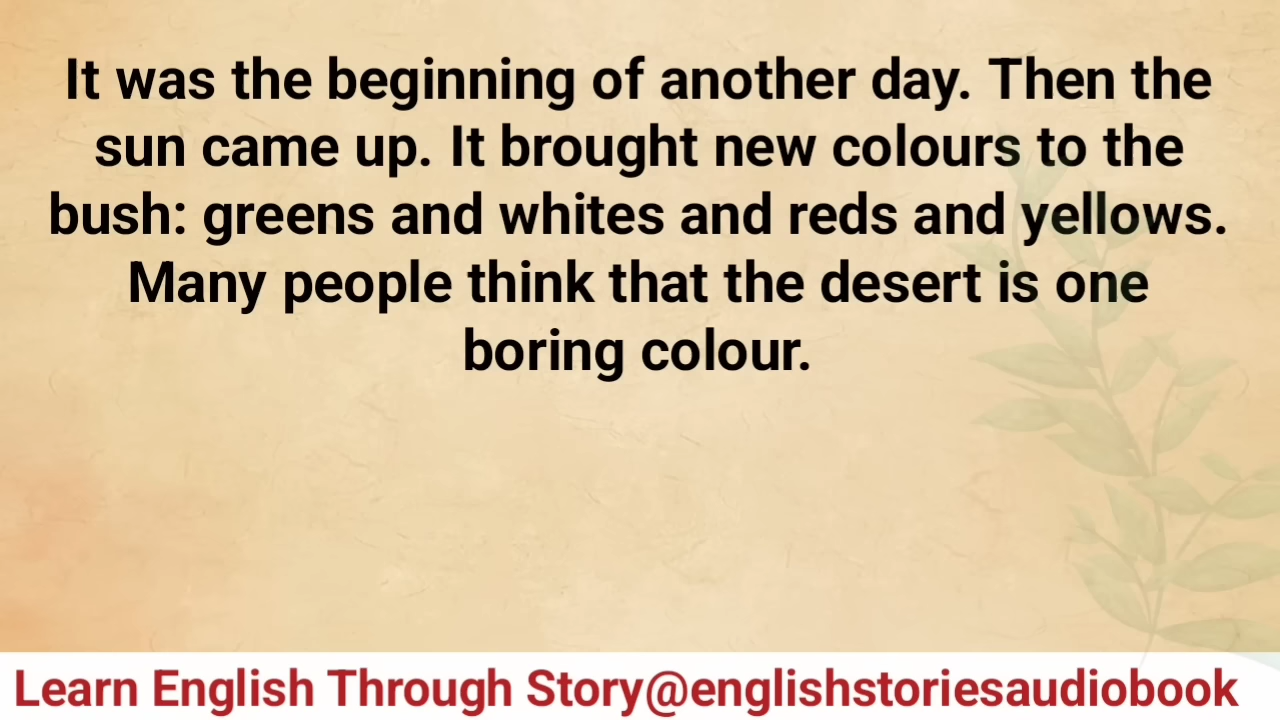 It was the beginning of another day. Then the
sun came up. It brought new colours to the
bush: greens and whites and reds and yellows.
Many people think that the desert is one
boring colour.
Learn English Through Story@englishstoriesaudiobook